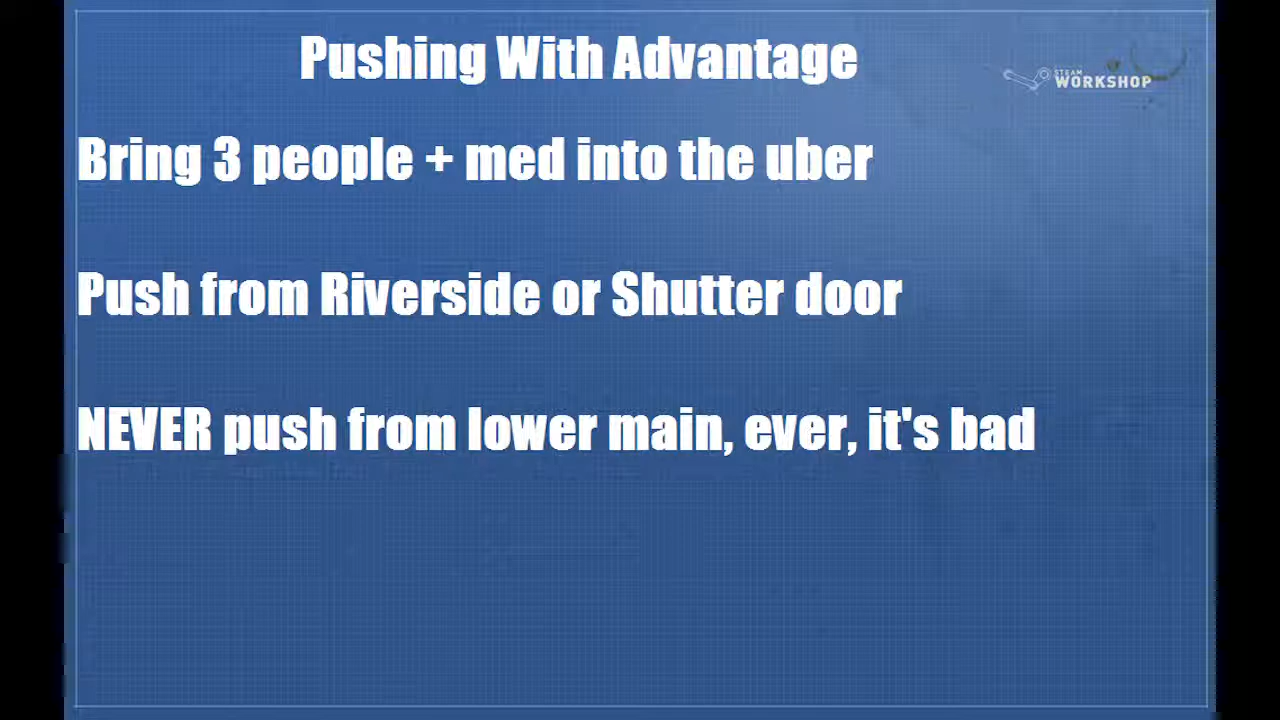 Pushing With Advantage
STEAM
WORKSHOP
Bring 3 people + med into the uber
Push from Riverside or Shutter door
NEVER push from lower main, ever, it's bad